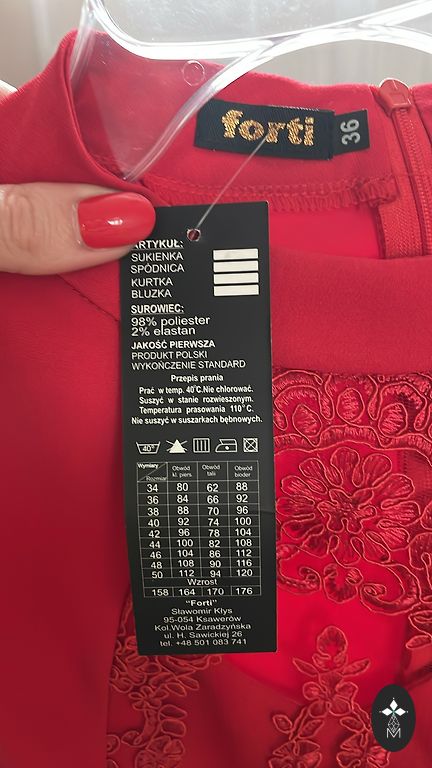 forti
36
ARTYKUŁ:
SUKIENKA
SPÓDNICA
KURTKA
BLUZKA
SUROWIEC:
98% poliester
2% elastan
JAKOŚĆ PIERWSZA
PRODUKT POLSKI
WYKOŃCZENIE STANDARD
Przepis prania
Prać w temp. 40°C.Nie chlorować.
Suszyć w stanie rozwieszonym.
Temperatura prasowania 110°C.
Nie suszyć w suszarkach bębnowych.
40°
Wymiary Rozmiar Obwód kl. piers. Obwód talii Obwód bioder
34 80 62 88
36 84 66 92
38 88 70 96
40 92 74 100
42 96 78 104
44 100 82 108
46 104 86 112
48 108 90 116
50 112 94 120
Wzrost
158 164 170 176
"Forti"
Sławomir Kłys
95-054 Ksawerów
Kol.Wola Zaradzyńska
ul. H. Sawickiej 26
tel. +48 501 083 741
M